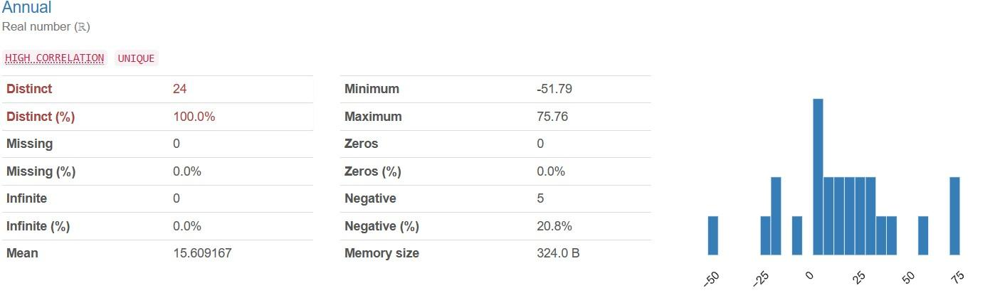 Annual
Real number (ℝ)
HIGH CORRELATION UNIQUE
Distinct 24
Distinct (%) 100.0%
Missing 0
Missing (%) 0.0%
Infinite 0
Infinite (%) 0.0%
Mean 15.609167
Minimum -51.79
Maximum 75.76
Zeros 0
Zeros (%) 0.0%
Negative 5
Negative (%) 20.8%
Memory size 324.0 B
−50 −25 0 25 50 75